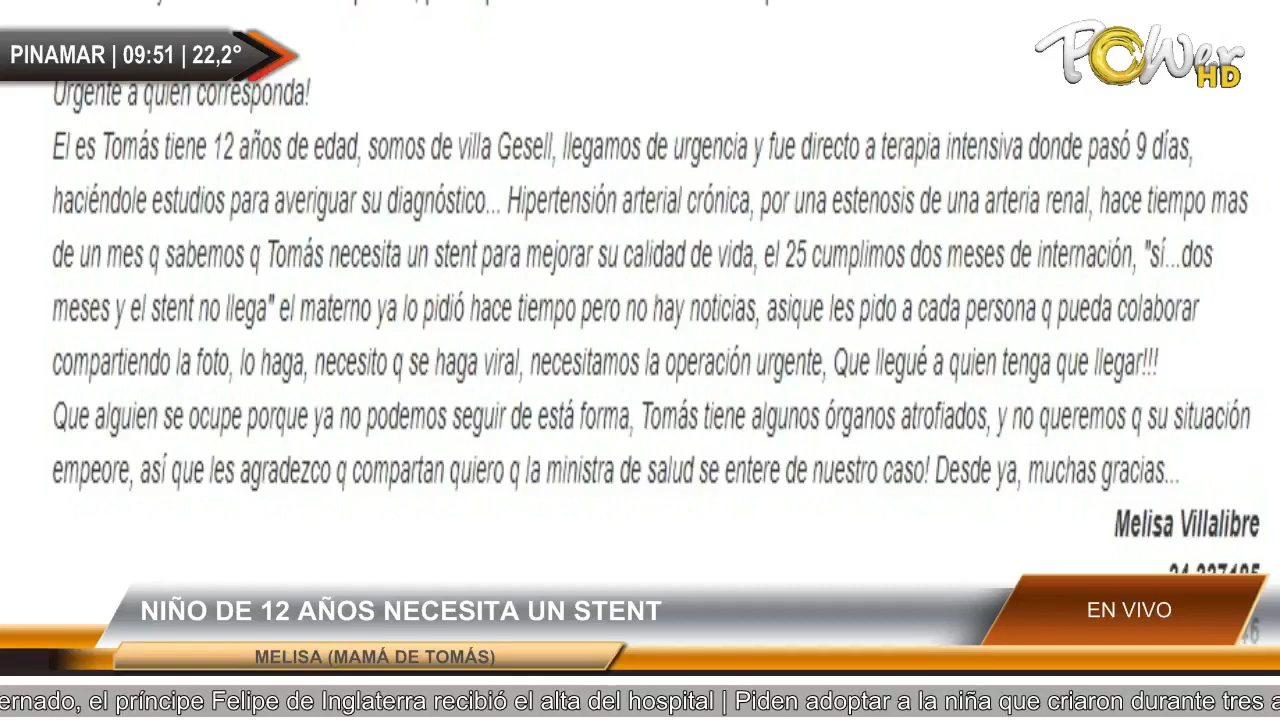 PINAMAR | 09:51 | 22,2°
Power HD
Urgente a quien corresponda!
El es Tomás tiene 12 años de edad, somos de villa Gesell, llegamos de urgencia y fue directo a terapia intensiva donde pasó 9 días,
haciéndole estudios para averiguar su diagnóstico... Hipertensión arterial crónica, por una estenosis de una arteria renal, hace tiempo mas
de un mes q sabemos q Tomás necesita un stent para mejorar su calidad de vida, el 25 cumplimos dos meses de internación, "sí...dos
meses y el stent no llega" el materno ya lo pidió hace tiempo pero no hay noticias, asique les pido a cada persona q pueda colaborar
compartiendo la foto, lo haga, necesito q se haga viral, necesitamos la operación urgente, Que llegué a quien tenga que llegar!!!
Que alguien se ocupe porque ya no podemos seguir de está forma, Tomás tiene algunos órganos atrofiados, y no queremos q su situación
empeore, así que les agradezco q compartan quiero q la ministra de salud se entere de nuestro caso! Desde ya, muchas gracias...
Melisa Villalibre
NIÑO DE 12 AÑOS NECESITA UN STENT
EN VIVO
MELISA (MAMÁ DE TOMÁS)
ernado, el príncipe Felipe de Inglaterra recibió el alta del hospital | Piden adoptar a la niña que criaron durante tres a